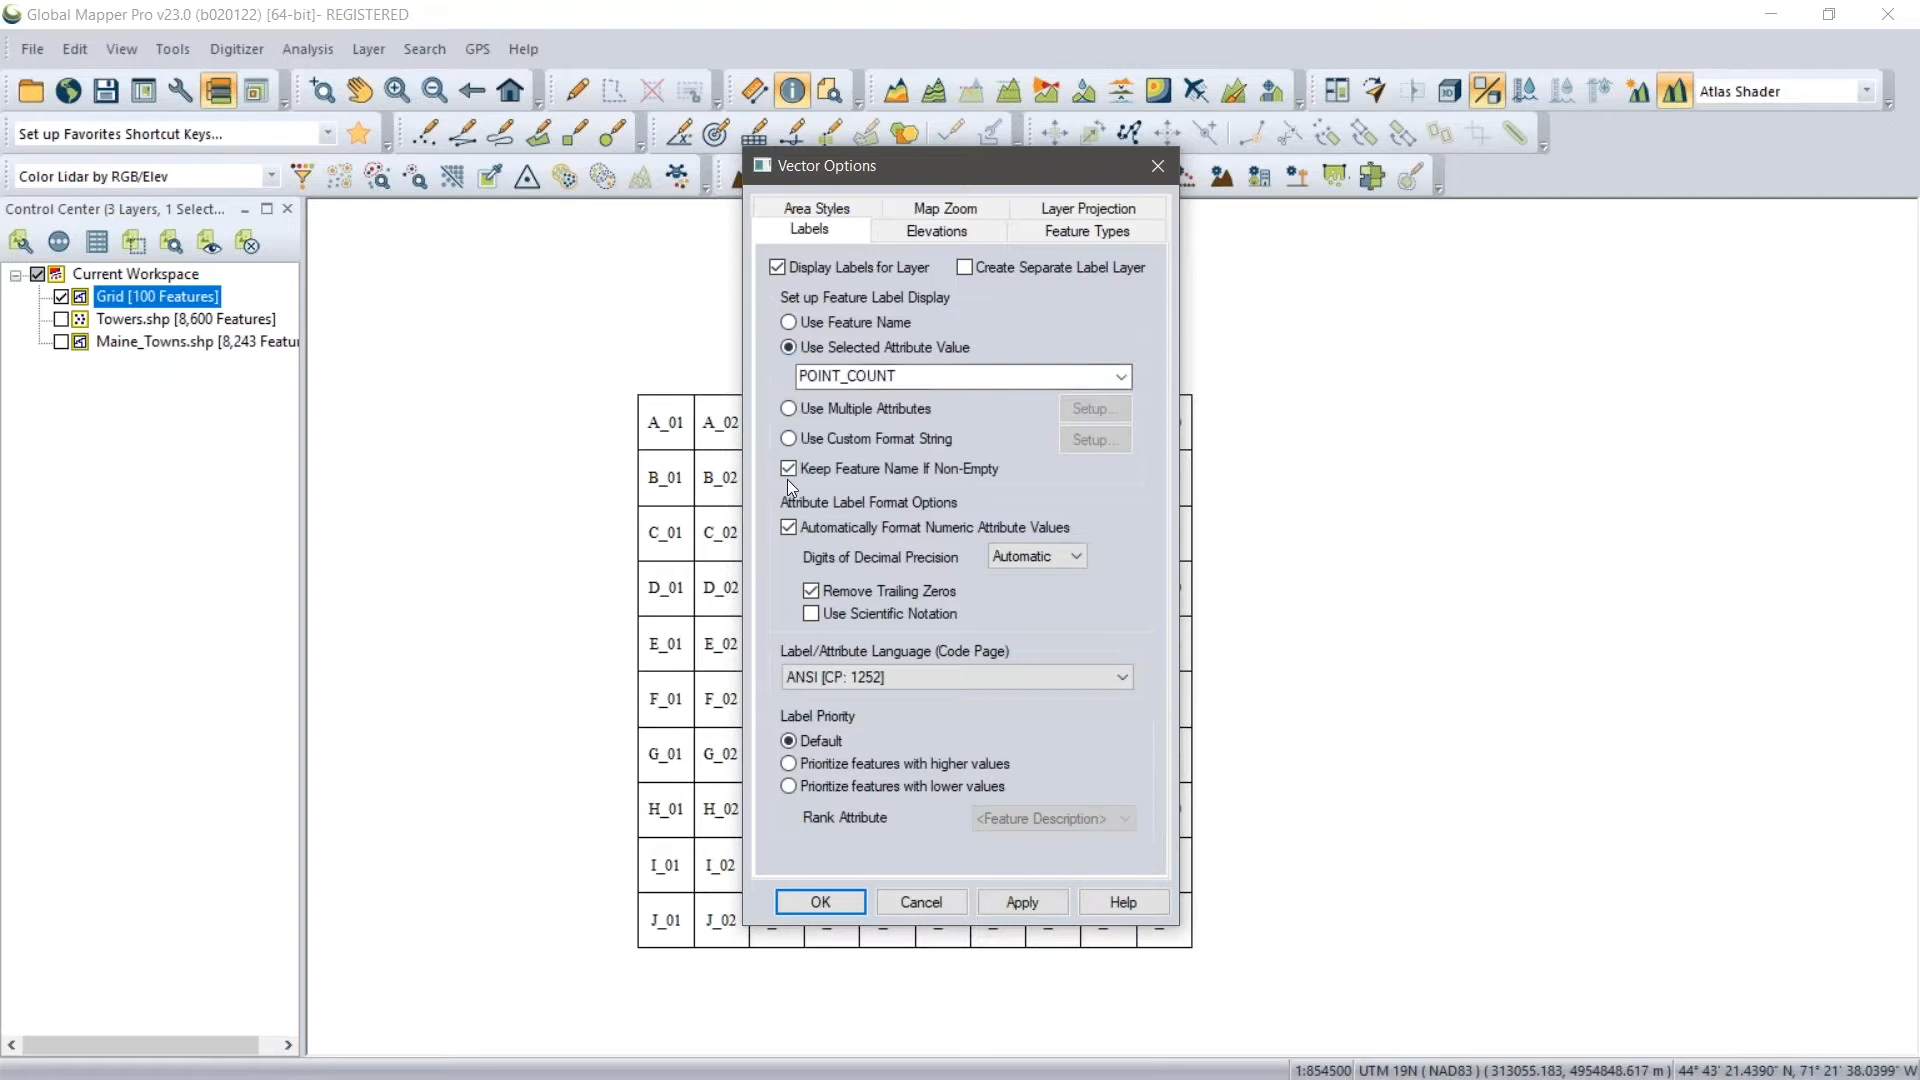 Global Mapper Pro v23.0 (b020122) [64-bit]- REGISTERED
File Edit View Tools Digitizer Analysis Layer Search GPS Help
Atlas Shader
Set up Favorites Shortcut Keys...
Color Lidar by RGB/Elev
Control Center (3 Layers, 1 Select...
Current Workspace
Grid [100 Features]
Towers.shp [8,600 Features]
Maine_Towns.shp [8,243 Featu
Vector Options
Area Styles Map Zoom Layer Projection
Labels Elevations Feature Types
Display Labels for Layer Create Separate Label Layer
Set up Feature Label Display
Use Feature Name
Use Selected Attribute Value
POINT_COUNT
Use Multiple Attributes Setup...
Use Custom Format String Setup...
Keep Feature Name If Non-Empty
Attribute Label Format Options
Automatically Format Numeric Attribute Values
Digits of Decimal Precision Automatic
Remove Trailing Zeros
Use Scientific Notation
Label/Attribute Language (Code Page)
ANSI [CP: 1252]
Label Priority
Default
Prioritize features with higher values
Prioritize features with lower values
Rank Attribute <Feature Description>
OK Cancel Apply Help
A_01 A_02
B_01 B_02
C_01 C_02
D_01 D_02
E_01 E_02
F_01 F_02
G_01 G_02
H_01 H_02
I_01 I_02
J_01 J_02
1:854500 UTM 19N ( NAD83 ) ( 313055.183, 4954848.617 m ) 44° 43' 21.4390" N, 71° 21' 38.0399" W